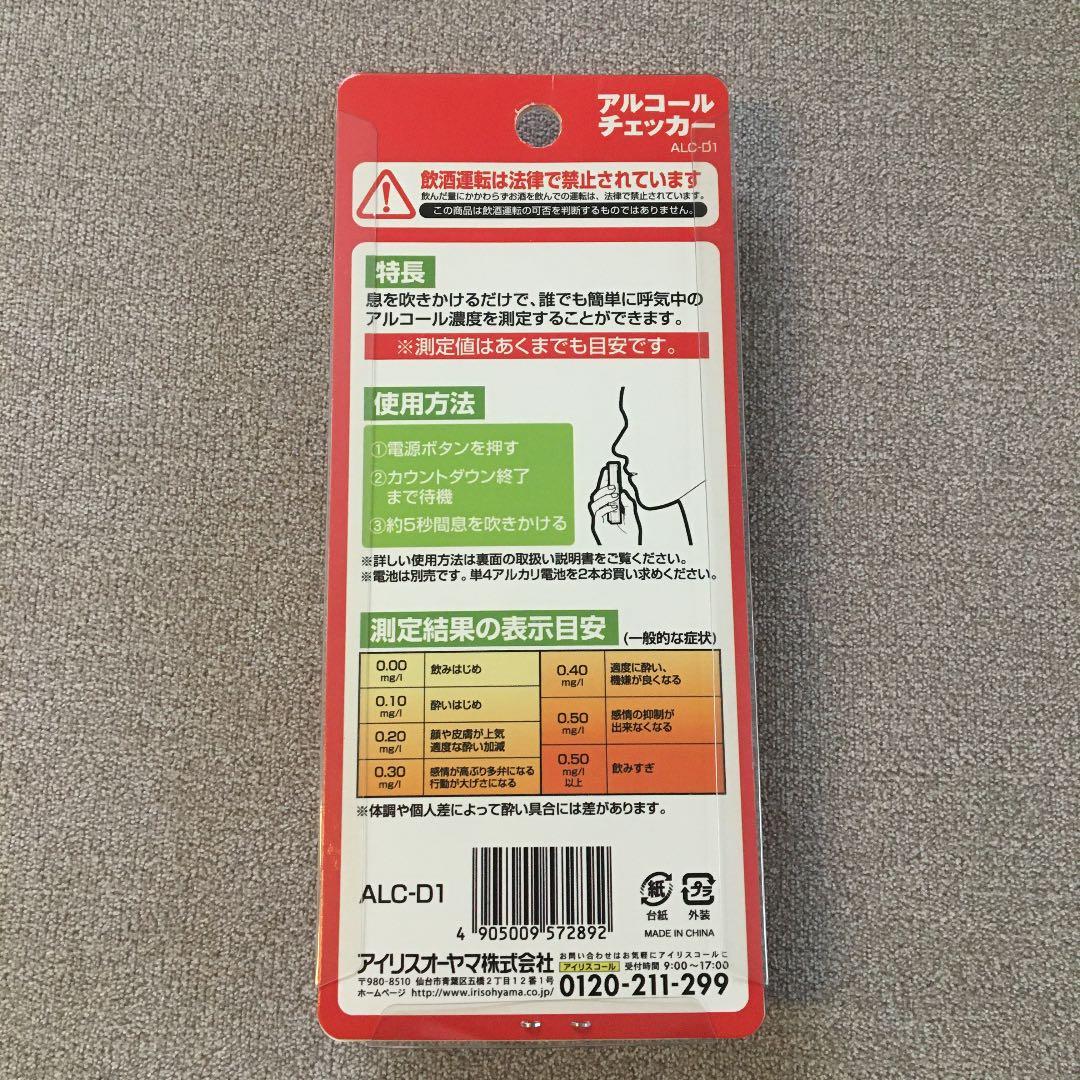 アルコール
チェッカー
ALC-D1
飲酒運転は法律で禁止されています
飲んだ量にかかわらずお酒を飲んでの運転は、法律で禁止されています。
この商品は飲酒運転の可否を判断するものではありません。
特長
息を吹きかけるだけで、誰でも簡単に呼気中の
アルコール濃度を測定することができます。
※測定値はあくまでも目安です。
使用方法
①電源ボタンを押す
②カウントダウン終了
まで待機
③約5秒間息を吹きかける
※詳しい使用方法は裏面の取扱い説明書をご覧ください。
※電池は別売です。単4アルカリ電池を2本お買い求めください。
測定結果の表示目安 (一般的な症状)
0.00 mg/l 飲みはじめ
0.10 mg/l 酔いはじめ
0.20 mg/l 顔や皮膚が上気
適度な酔い加減
0.30 mg/l 感情が高ぶり多弁になる
行動が大げさになる
0.40 mg/l 適度に酔い、
機嫌が良くなる
0.50 mg/l 感情の抑制が
出来なくなる
0.50 mg/l 以上 飲みすぎ
※体調や個人差によって酔い具合には差があります。
ALC-D1
4 905009 572892
紙 プラ
台紙 外装
MADE IN CHINA
アイリスオーヤマ株式会社
〒980-8510 仙台市青葉区五橋2丁目12番1号
ホームページ http://www.irisohyama.co.jp/
お問い合わせはお気軽にアイリスコールに
アイリスコール 受付時間 9:00〜17:00
0120-211-299